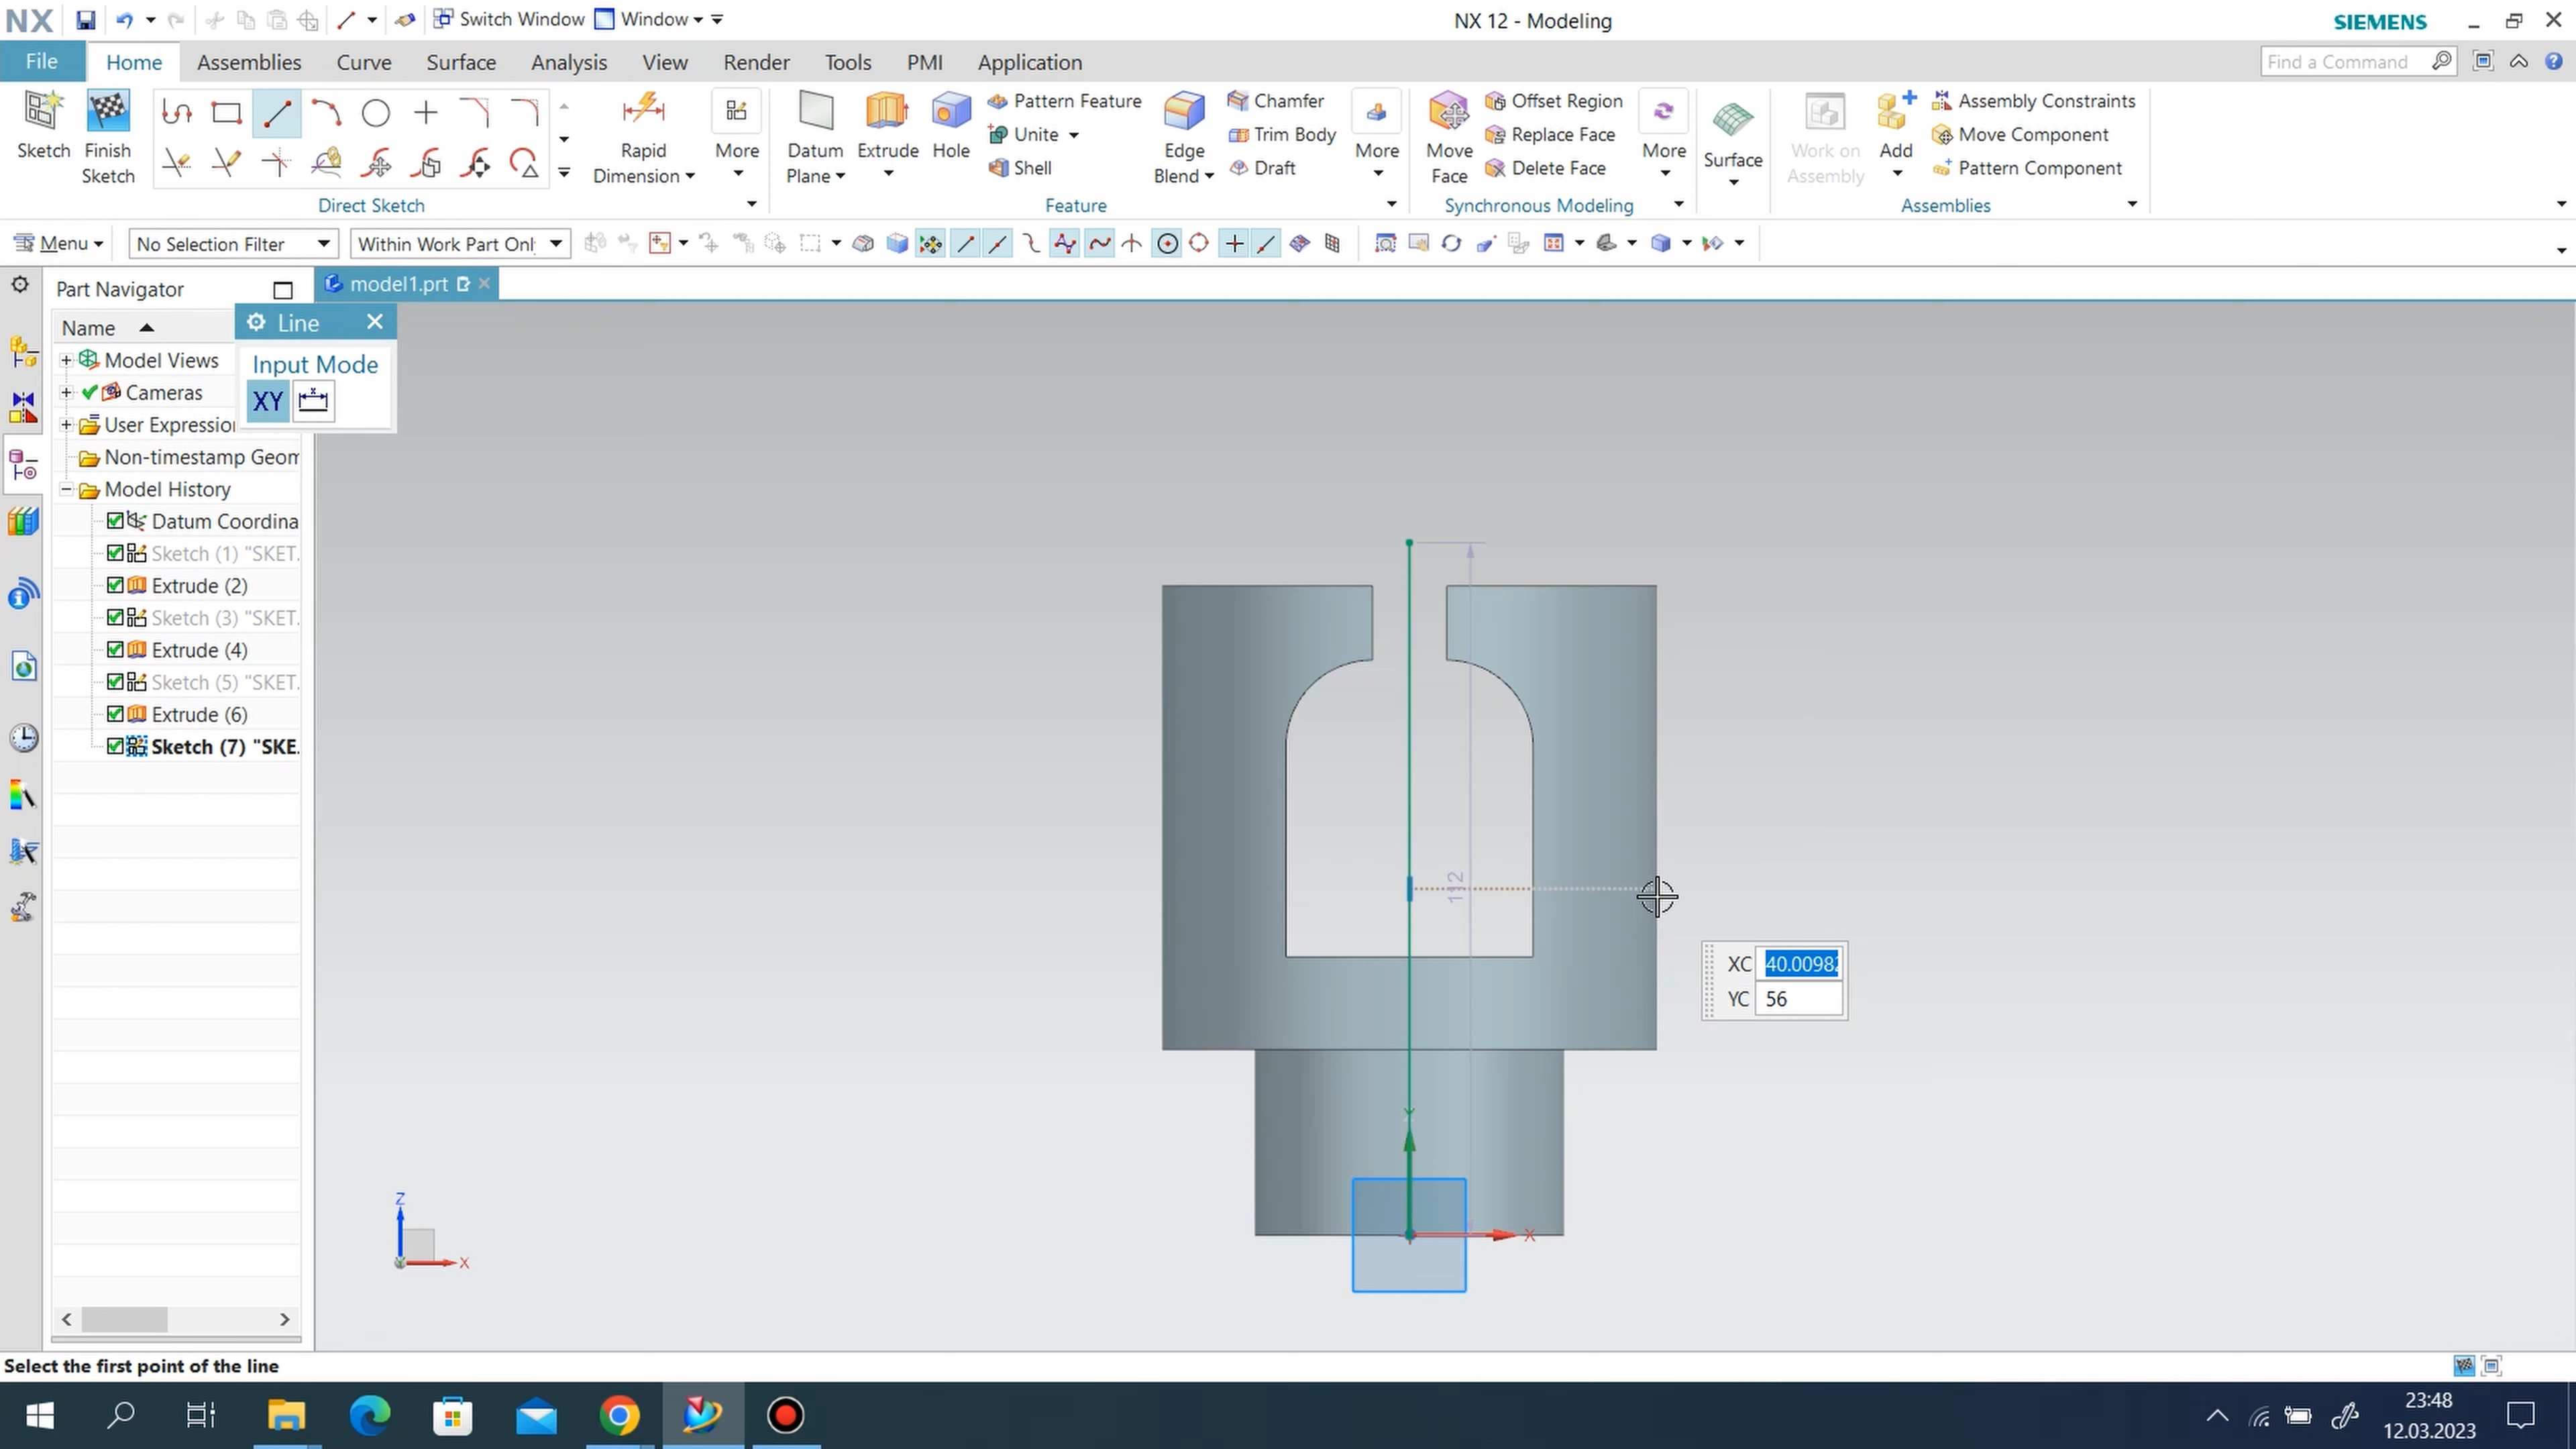 NX Switch Window Window NX 12 - Modeling SIEMENS
File Home Assemblies Curve Surface Analysis View Render Tools PMI Application Find a Command
Sketch Finish Sketch Rapid Dimension More
Direct Sketch
Datum Plane Extrude Hole Pattern Feature Unite Shell Edge Blend Chamfer Trim Body Draft More
Feature
Move Face Offset Region Replace Face Delete Face More
Synchronous Modeling
Surface
Work on Assembly Add Assembly Constraints Move Component Pattern Component
Assemblies
Menu No Selection Filter Within Work Part Onl
Part Navigator
model1.prt
Name
Line
Input Mode
XY
Model Views
Cameras
User Expressio
Non-timestamp Geom
Model History
Datum Coordina
Sketch (1) "SKET.
Extrude (2)
Sketch (3) "SKET.
Extrude (4)
Sketch (5) "SKET.
Extrude (6)
Sketch (7) "SKE.
112
XC 40.0098
YC 56
Y
X
Z
X
Select the first point of the line
23:48
12.03.2023